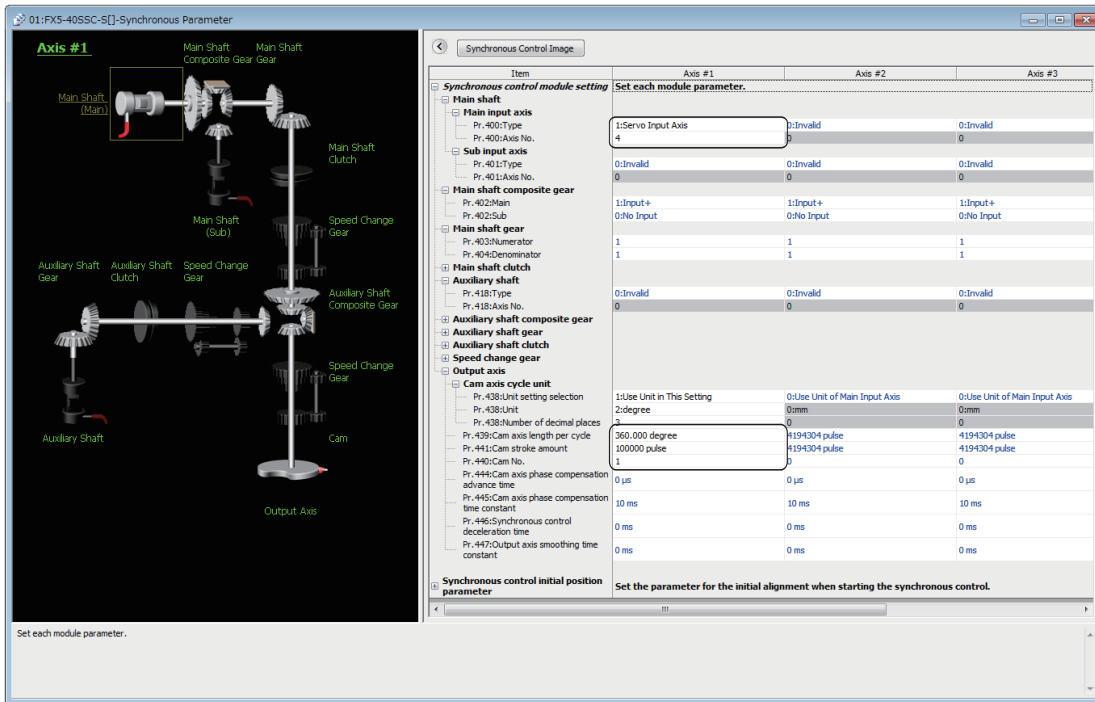 01:FX5-40SSC-S[]-Synchronous Parameter
Axis #1
Main Shaft Composite Gear
Main Shaft Gear
Main Shaft
(Main)
Main Shaft
Clutch
Main Shaft
(Sub)
Speed Change
Gear
Auxiliary Shaft
Gear
Auxiliary Shaft
Clutch
Speed Change
Gear
Auxiliary Shaft
Composite Gear
Speed Change
Gear
Auxiliary Shaft
Cam
Output Axis
Synchronous Control Image
Item Axis #1 Axis #2 Axis #3
Synchronous control module setting Set each module parameter.
Main shaft
Main input axis
Pr.400:Type 1:Servo Input Axis 0:Invalid 0:Invalid
Pr.400:Axis No. 4 0 0
Sub input axis
Pr.401:Type 0:Invalid 0:Invalid 0:Invalid
Pr.401:Axis No. 0 0 0
Main shaft composite gear
Pr.402:Main 1:Input+ 1:Input+ 1:Input+
Pr.402:Sub 0:No Input 0:No Input 0:No Input
Main shaft gear
Pr.403:Numerator 1 1 1
Pr.404:Denominator 1 1 1
Main shaft clutch
Auxiliary shaft
Pr.418:Type 0:Invalid 0:Invalid 0:Invalid
Pr.418:Axis No. 0 0 0
Auxiliary shaft composite gear
Auxiliary shaft gear
Auxiliary shaft clutch
Speed change gear
Output axis
Cam axis cycle unit
Pr.438:Unit setting selection 1:Use Unit in This Setting 0:Use Unit of Main Input Axis 0:Use Unit of Main Input Axis
Pr.438:Unit 2:degree 0:mm 0:mm
Pr.438:Number of decimal places 3 0 0
Pr.439:Cam axis length per cycle 360.000 degree 4194304 pulse 4194304 pulse
Pr.441:Cam stroke amount 100000 pulse 4194304 pulse 4194304 pulse
Pr.440:Cam No. 1 0 0
Pr.444:Cam axis phase compensation
advance time 0 μs 0 μs 0 μs
Pr.445:Cam axis phase compensation
time constant 10 ms 10 ms 10 ms
Pr.446:Synchronous control
deceleration time 0 ms 0 ms 0 ms
Pr.447:Output axis smoothing time
constant 0 ms 0 ms 0 ms
Synchronous control initial position
parameter Set the parameter for the initial alignment when starting the synchronous control.
Set each module parameter.